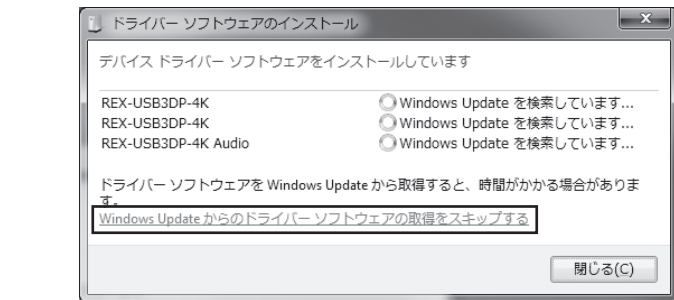 ドライバー ソフトウェアのインストール
デバイス ドライバー ソフトウェアをインストールしています
REX-USB3DP-4K Windows Update を検索しています...
REX-USB3DP-4K Windows Update を検索しています...
REX-USB3DP-4K Audio Windows Update を検索しています...
ドライバー ソフトウェアを Windows Update から取得すると、時間がかかる場合がありま
す。
Windows Update からのドライバー ソフトウェアの取得をスキップする
閉じる(C)